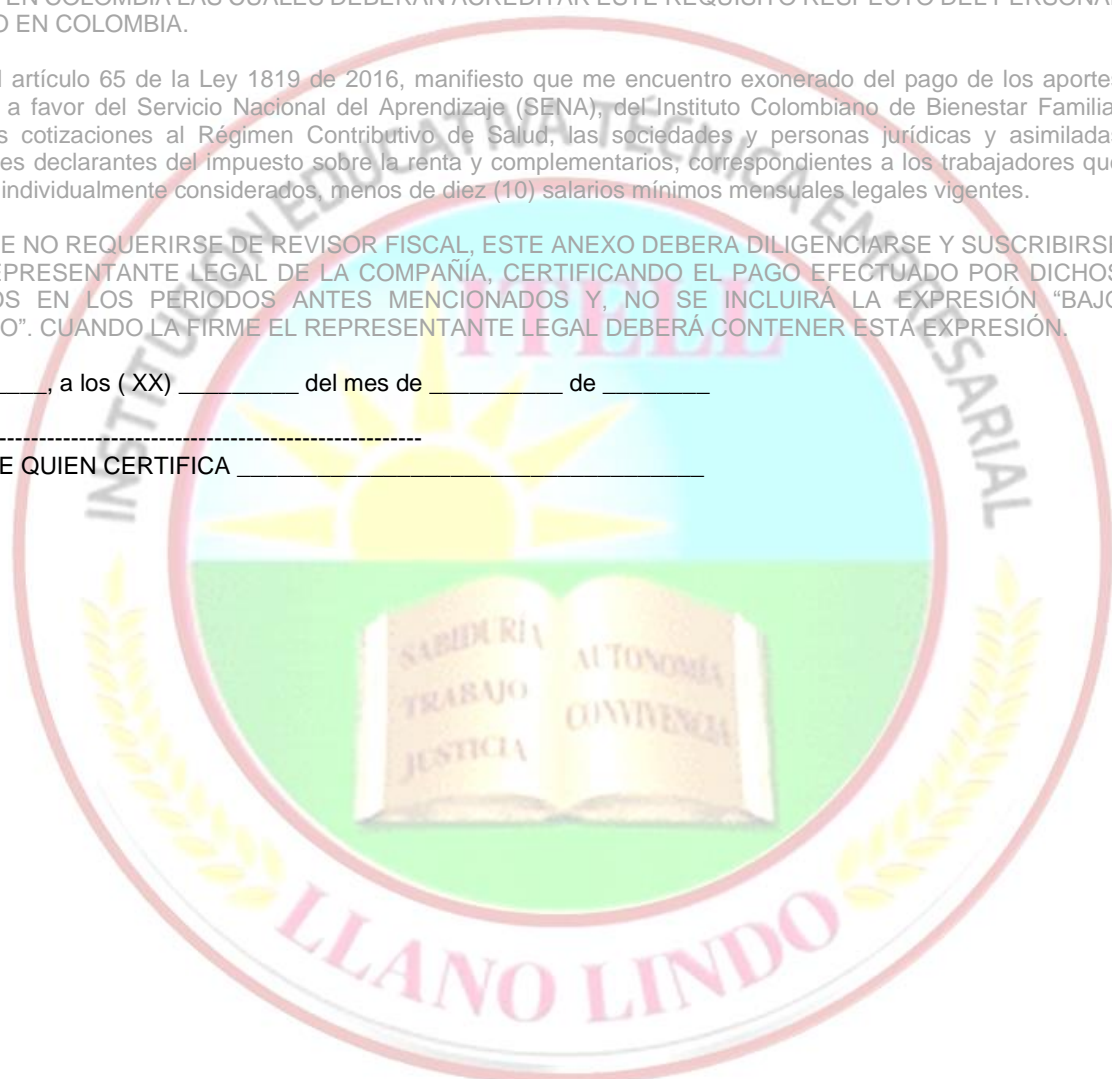 EN COLOMBIA LAS CUALES DEBERAN ACREDITAR ESTE REQUISITO RESPECTO DEL PERSONAL
O EN COLOMBIA.
l artículo 65 de la Ley 1819 de 2016, manifiesto que me encuentro exonerado del pago de los aportes
a favor del Servicio Nacional del Aprendizaje (SENA), del Instituto Colombiano de Bienestar Familia
s cotizaciones al Régimen Contributivo de Salud, las sociedades y personas jurídicas y asimilada
es declarantes del impuesto sobre la renta y complementarios, correspondientes a los trabajadores que
individualmente considerados, menos de diez (10) salarios mínimos mensuales legales vigentes.
E NO REQUERIRSE DE REVISOR FISCAL, ESTE ANEXO DEBERA DILIGENCIARSE Y SUSCRIBIRSE
EPRESENTANTE LEGAL DE LA COMPAÑÍA, CERTIFICANDO EL PAGO EFECTUADO POR DICHOS
OS EN LOS PERIODOS ANTES MENCIONADOS Y, NO SE INCLUIRÁ LA EXPRESIÓN “BAJO
O”. CUANDO LA FIRME EL REPRESENTANTE LEGAL DEBERÁ CONTENER ESTA EXPRESIÓN.
____, a los ( XX) _________ del mes de __________ de ________
-----------------------------------------------------
E QUIEN CERTIFICA ___________________________________
INSTITUCION EDUCATIVA TÉCNICA EMPRESARIAL
ITELL
SABIDURÍA
TRABAJO
JUSTICIA
AUTONOMÍA
CONVIVENCIA
LLANO LINDO